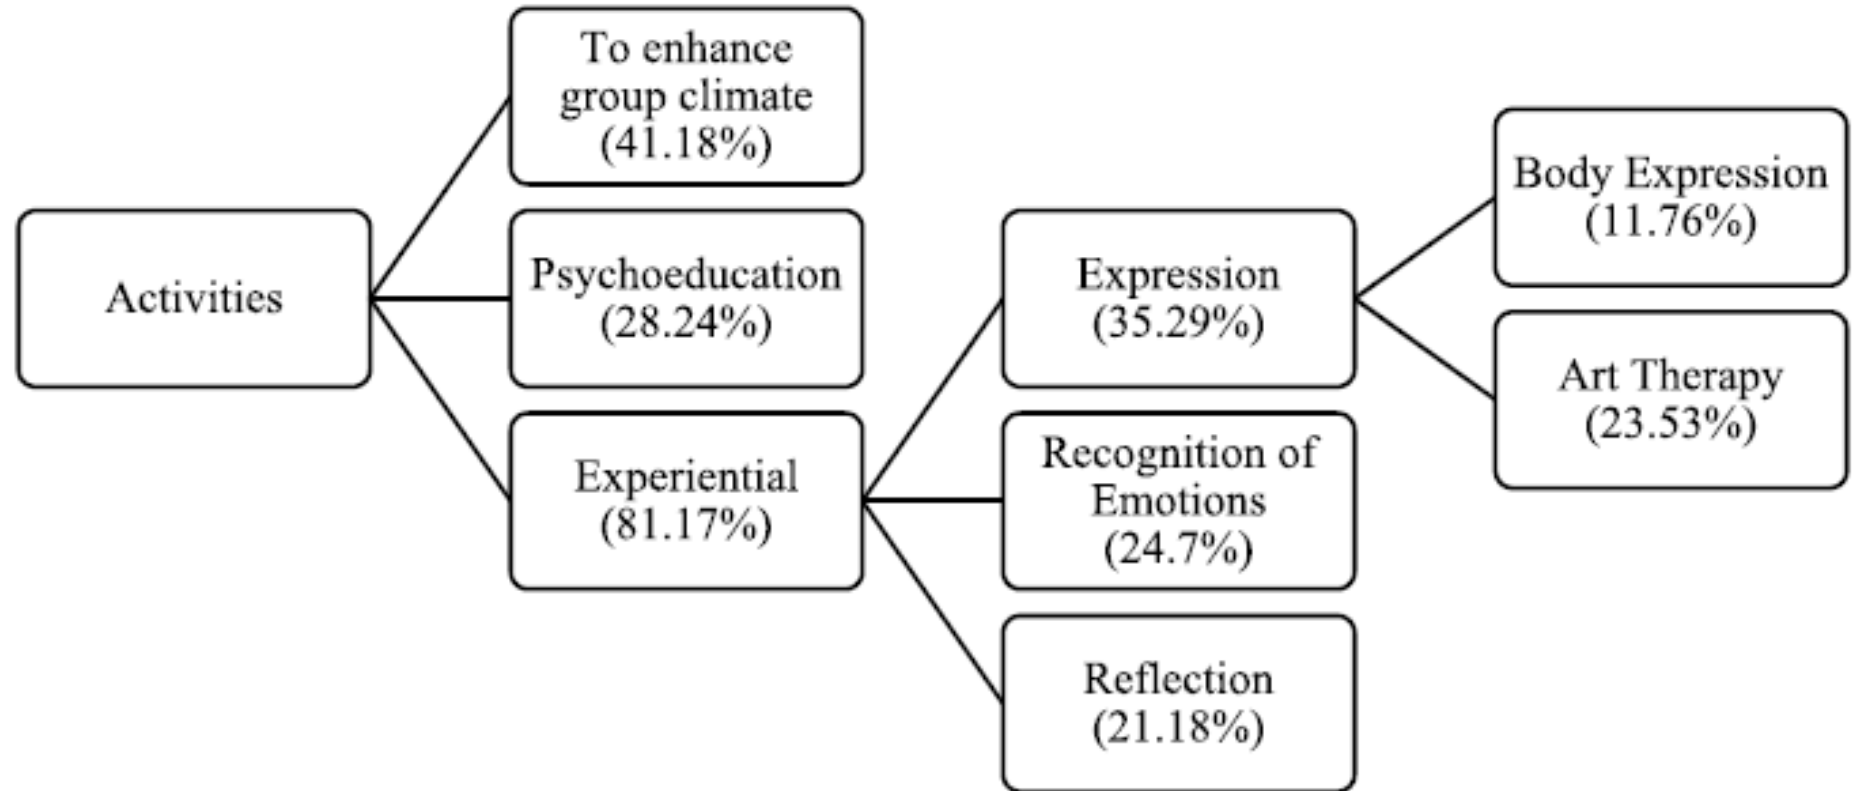 Activities
To enhance
group climate
(41.18%)
Psychoeducation
(28.24%)
Experiential
(81.17%)
Expression
(35.29%)
Recognition of
Emotions
(24.7%)
Reflection
(21.18%)
Body Expression
(11.76%)
Art Therapy
(23.53%)